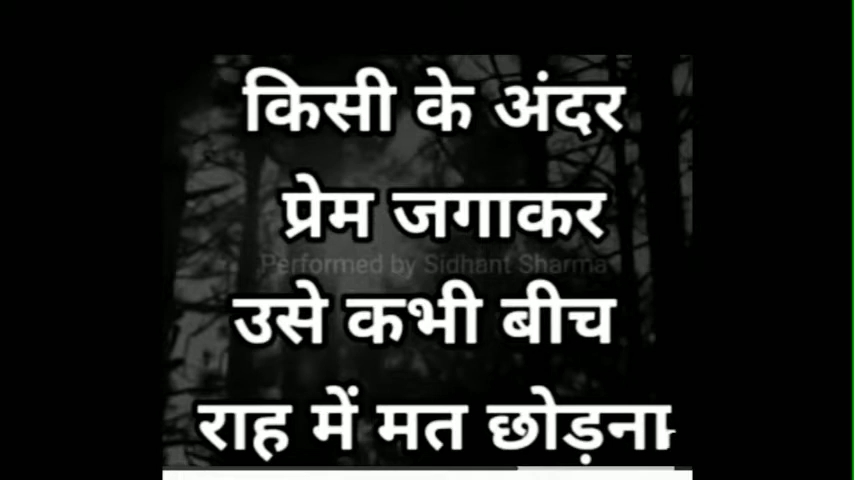 किसी के अंदर
प्रेम जगाकर
Performed by Sidhant Sharma
उसे कभी बीच
राह में मत छोड़ना